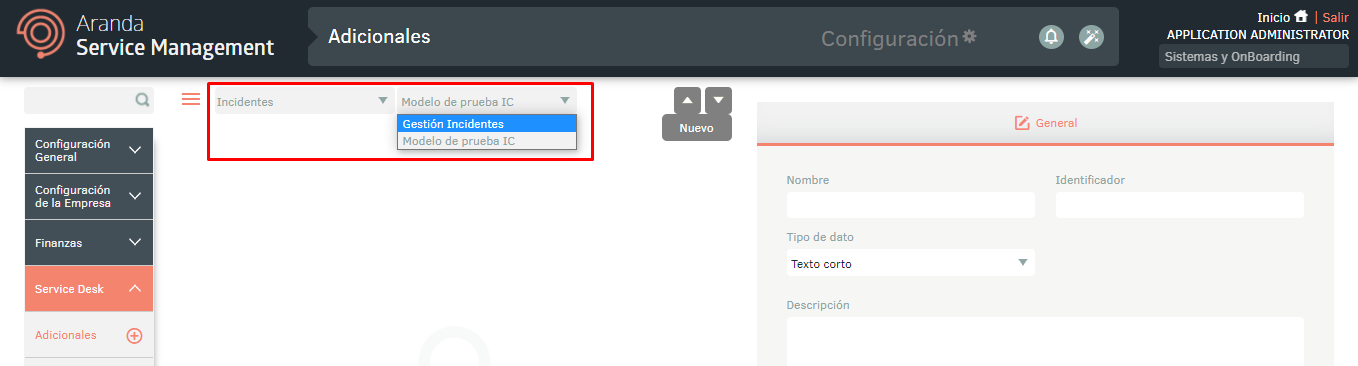 Aranda
Service Management
Adicionales
Configuración
Inicio | Salir
APPLICATION ADMINISTRATOR
Sistemas y OnBoarding
Configuración
General
Configuración
de la Empresa
Finanzas
Service Desk
Adicionales
Incidentes
Modelo de prueba IC
Gestión Incidentes
Modelo de prueba IC
Nuevo
General
Nombre
Identificador
Tipo de dato
Texto corto
Descripción